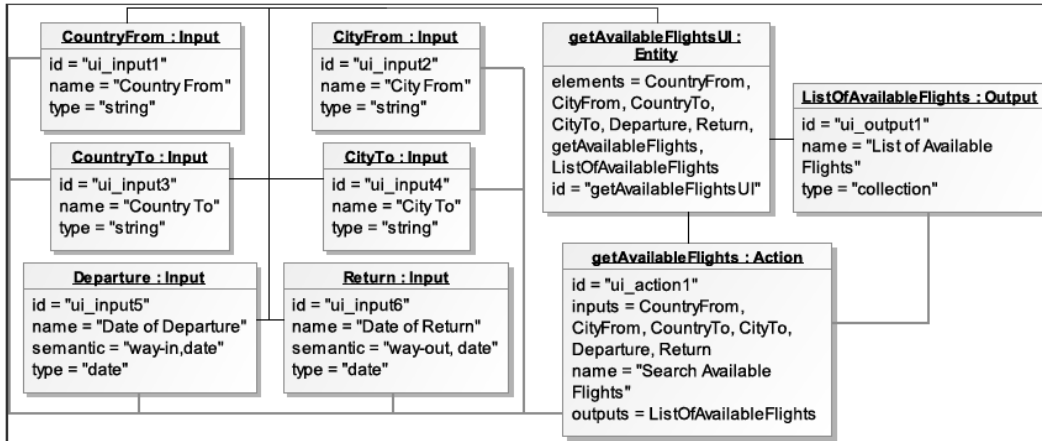 CountryFrom : Input
id = "ui_input1"
name = "Country From"
type = "string"
CityFrom : Input
id = "ui_input2"
name = "City From"
type = "string"
getAvailableFlightsUI :
Entity
elements = CountryFrom,
CityFrom, CountryTo,
CityTo, Departure, Return,
getAvailableFlights,
ListOfAvailableFlights
id = "getAvailableFlightsUI"
ListOfAvailableFlights : Output
id = "ui_output1"
name = "List of Available
Flights"
type = "collection"
CountryTo : Input
id = "ui_input3"
name = "Country To"
type = "string"
CityTo : Input
id = "ui_input4"
name = "City To"
type = "string"
Departure : Input
id = "ui_input5"
name = "Date of Departure"
semantic = "way-in,date"
type = "date"
Return : Input
id = "ui_input6"
name = "Date of Return"
semantic = "way-out, date"
type = "date"
getAvailableFlights : Action
id = "ui_action1"
inputs = CountryFrom,
CityFrom, CountryTo, CityTo,
Departure, Return
name = "Search Available
Flights"
outputs = ListOfAvailableFlights